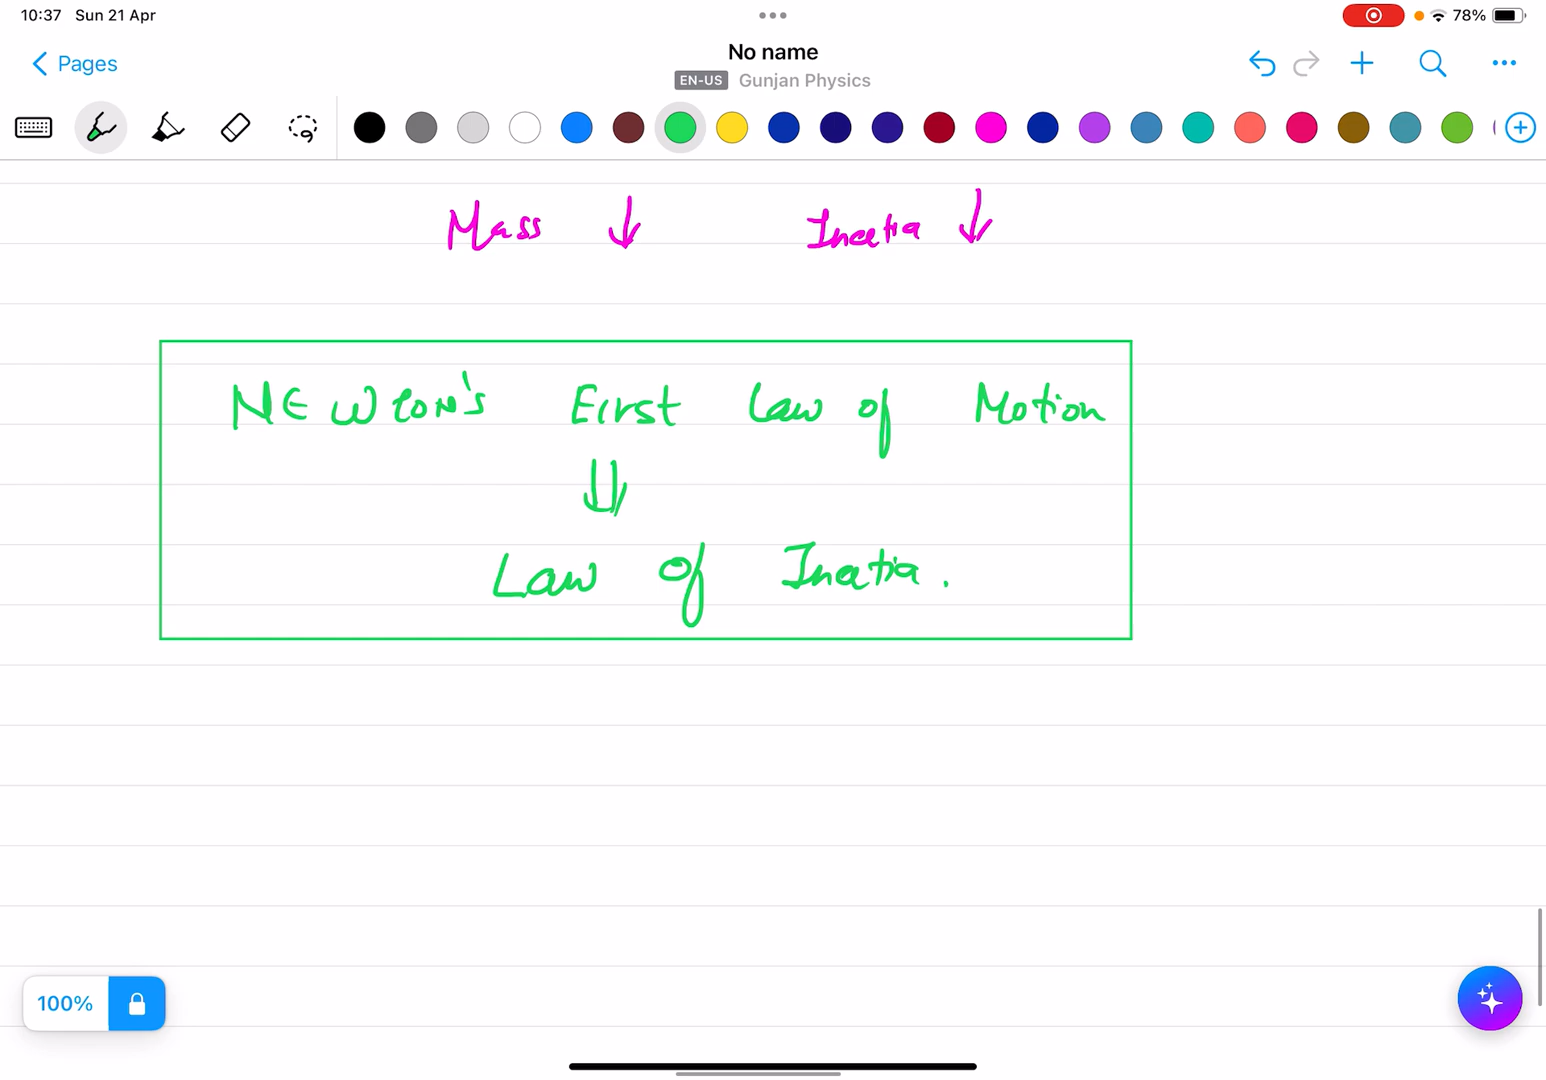 10:37 Sun 21 Apr
78%
Pages
No name
EN-US Gunjan Physics
Mass ↓ Inertia ↓
NEWton's First Law of Motion
⇓
Law of Inertia.
100%